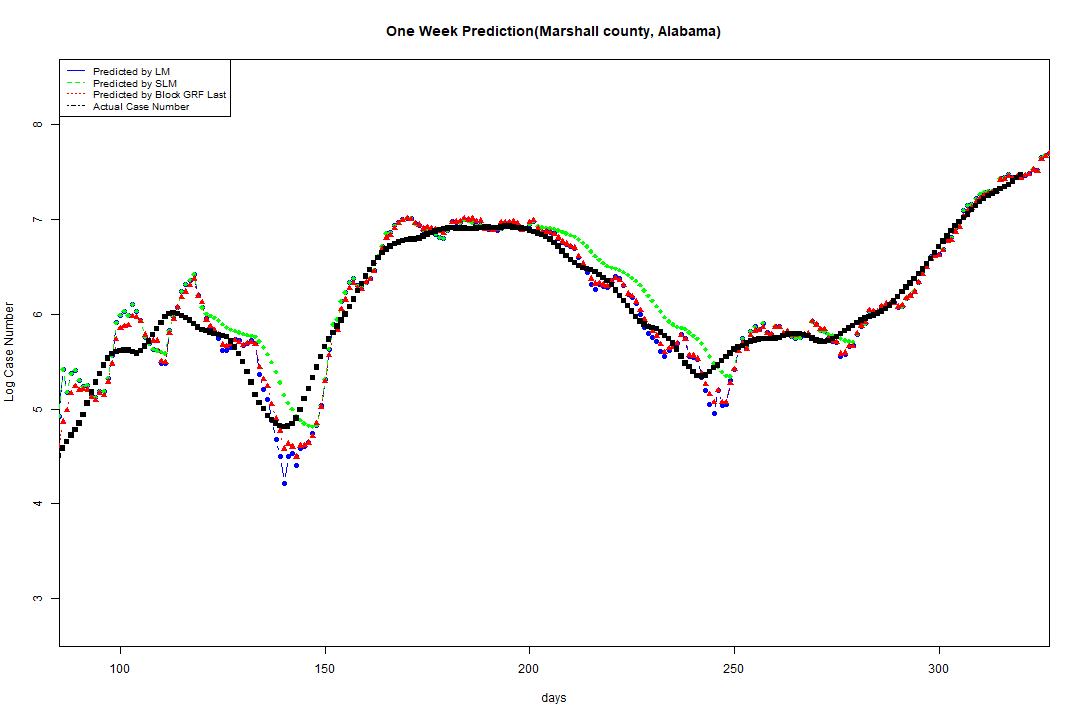 One Week Prediction(Marshall county, Alabama)
Predicted by LM
Predicted by SLM
Predicted by Block GRF Last
Actual Case Number
8
7
6
5
4
3
Log Case Number
100
150
200
250
300
days